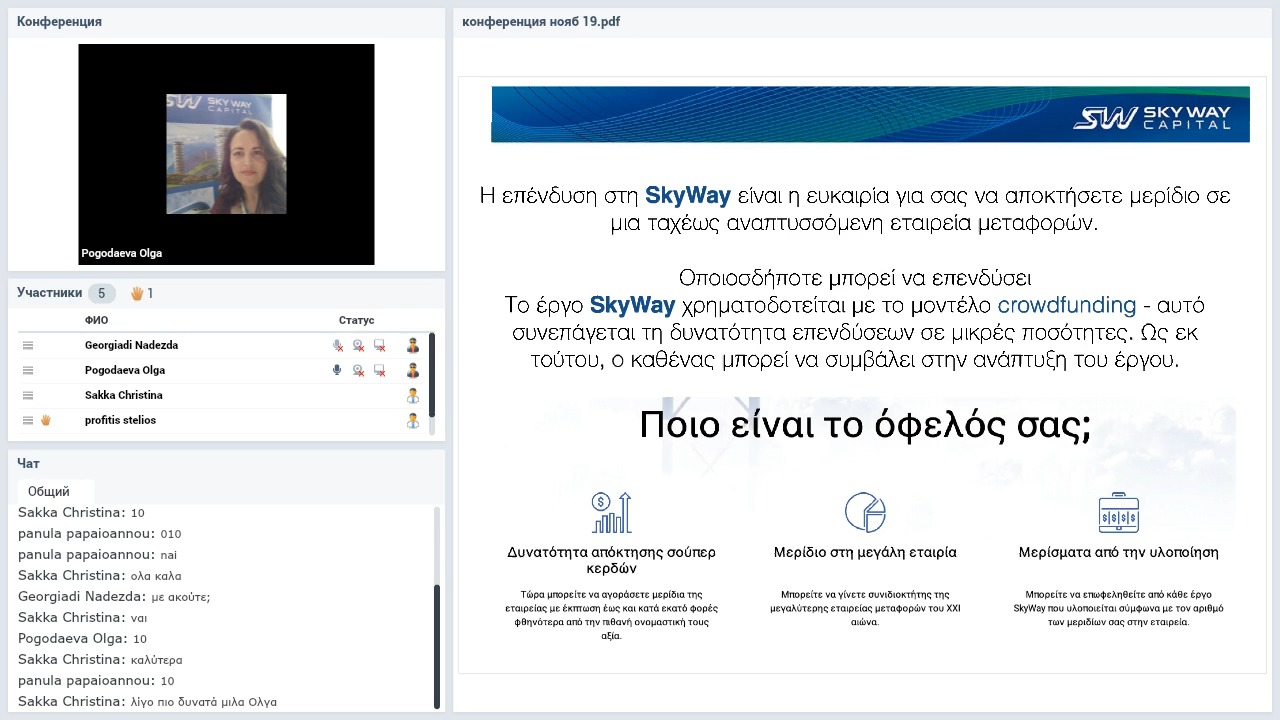 Конференция
SKY WAY
CAPITAL
Pogodaeva Olga
Участники 5 1
ФИО Статус
Georgiadi Nadezda
Pogodaeva Olga
Sakka Christina
profitis stelios
Чат
Общий
Sakka Christina: 10
panula papaioannou: 010
panula papaioannou: nai
Sakka Christina: ολα καλα
Georgiadi Nadezda: με ακούτε;
Sakka Christina: ναι
Pogodaeva Olga: 10
Sakka Christina: καλύτερα
panula papaioannou: 10
Sakka Christina: λίγο πιο δυνατά μιλα Ολγα
конференция нояб 19.pdf
SW SKY WAY
CAPITAL
Η επένδυση στη SkyWay είναι η ευκαιρία για σας να αποκτήσετε μερίδιο σε
μια ταχέως αναπτυσσόμενη εταιρεία μεταφορών.
Οποιοσδήποτε μπορεί να επενδύσει
Το έργο SkyWay χρηματοδοτείται με το μοντέλο crowdfunding - αυτό
συνεπάγεται τη δυνατότητα επενδύσεων σε μικρές ποσότητες. Ως εκ
τούτου, ο καθένας μπορεί να συμβάλει στην ανάπτυξη του έργου.
Ποιο είναι το όφελός σας;
Δυνατότητα απόκτησης σούπερ
κερδών
Τώρα μπορείτε να αγοράσετε μερίδια της
εταιρείας με έκπτωση έως και κατά εκατό φορές
φθηνότερα από την πιθανή ονομαστική τους
αξία.
Μερίδιο στη μεγάλη εταιρία
Μπορείτε να γίνετε συνιδιοκτήτης της
μεγαλύτερης εταιρείας μεταφορών του XXI
αιώνα.
Μερίσματα από την υλοποίηση
Μπορείτε να επωφεληθείτε από κάθε έργο
SkyWay που υλοποιείται σύμφωνα με τον αριθμό
των μεριδίων σας στην εταιρεία.